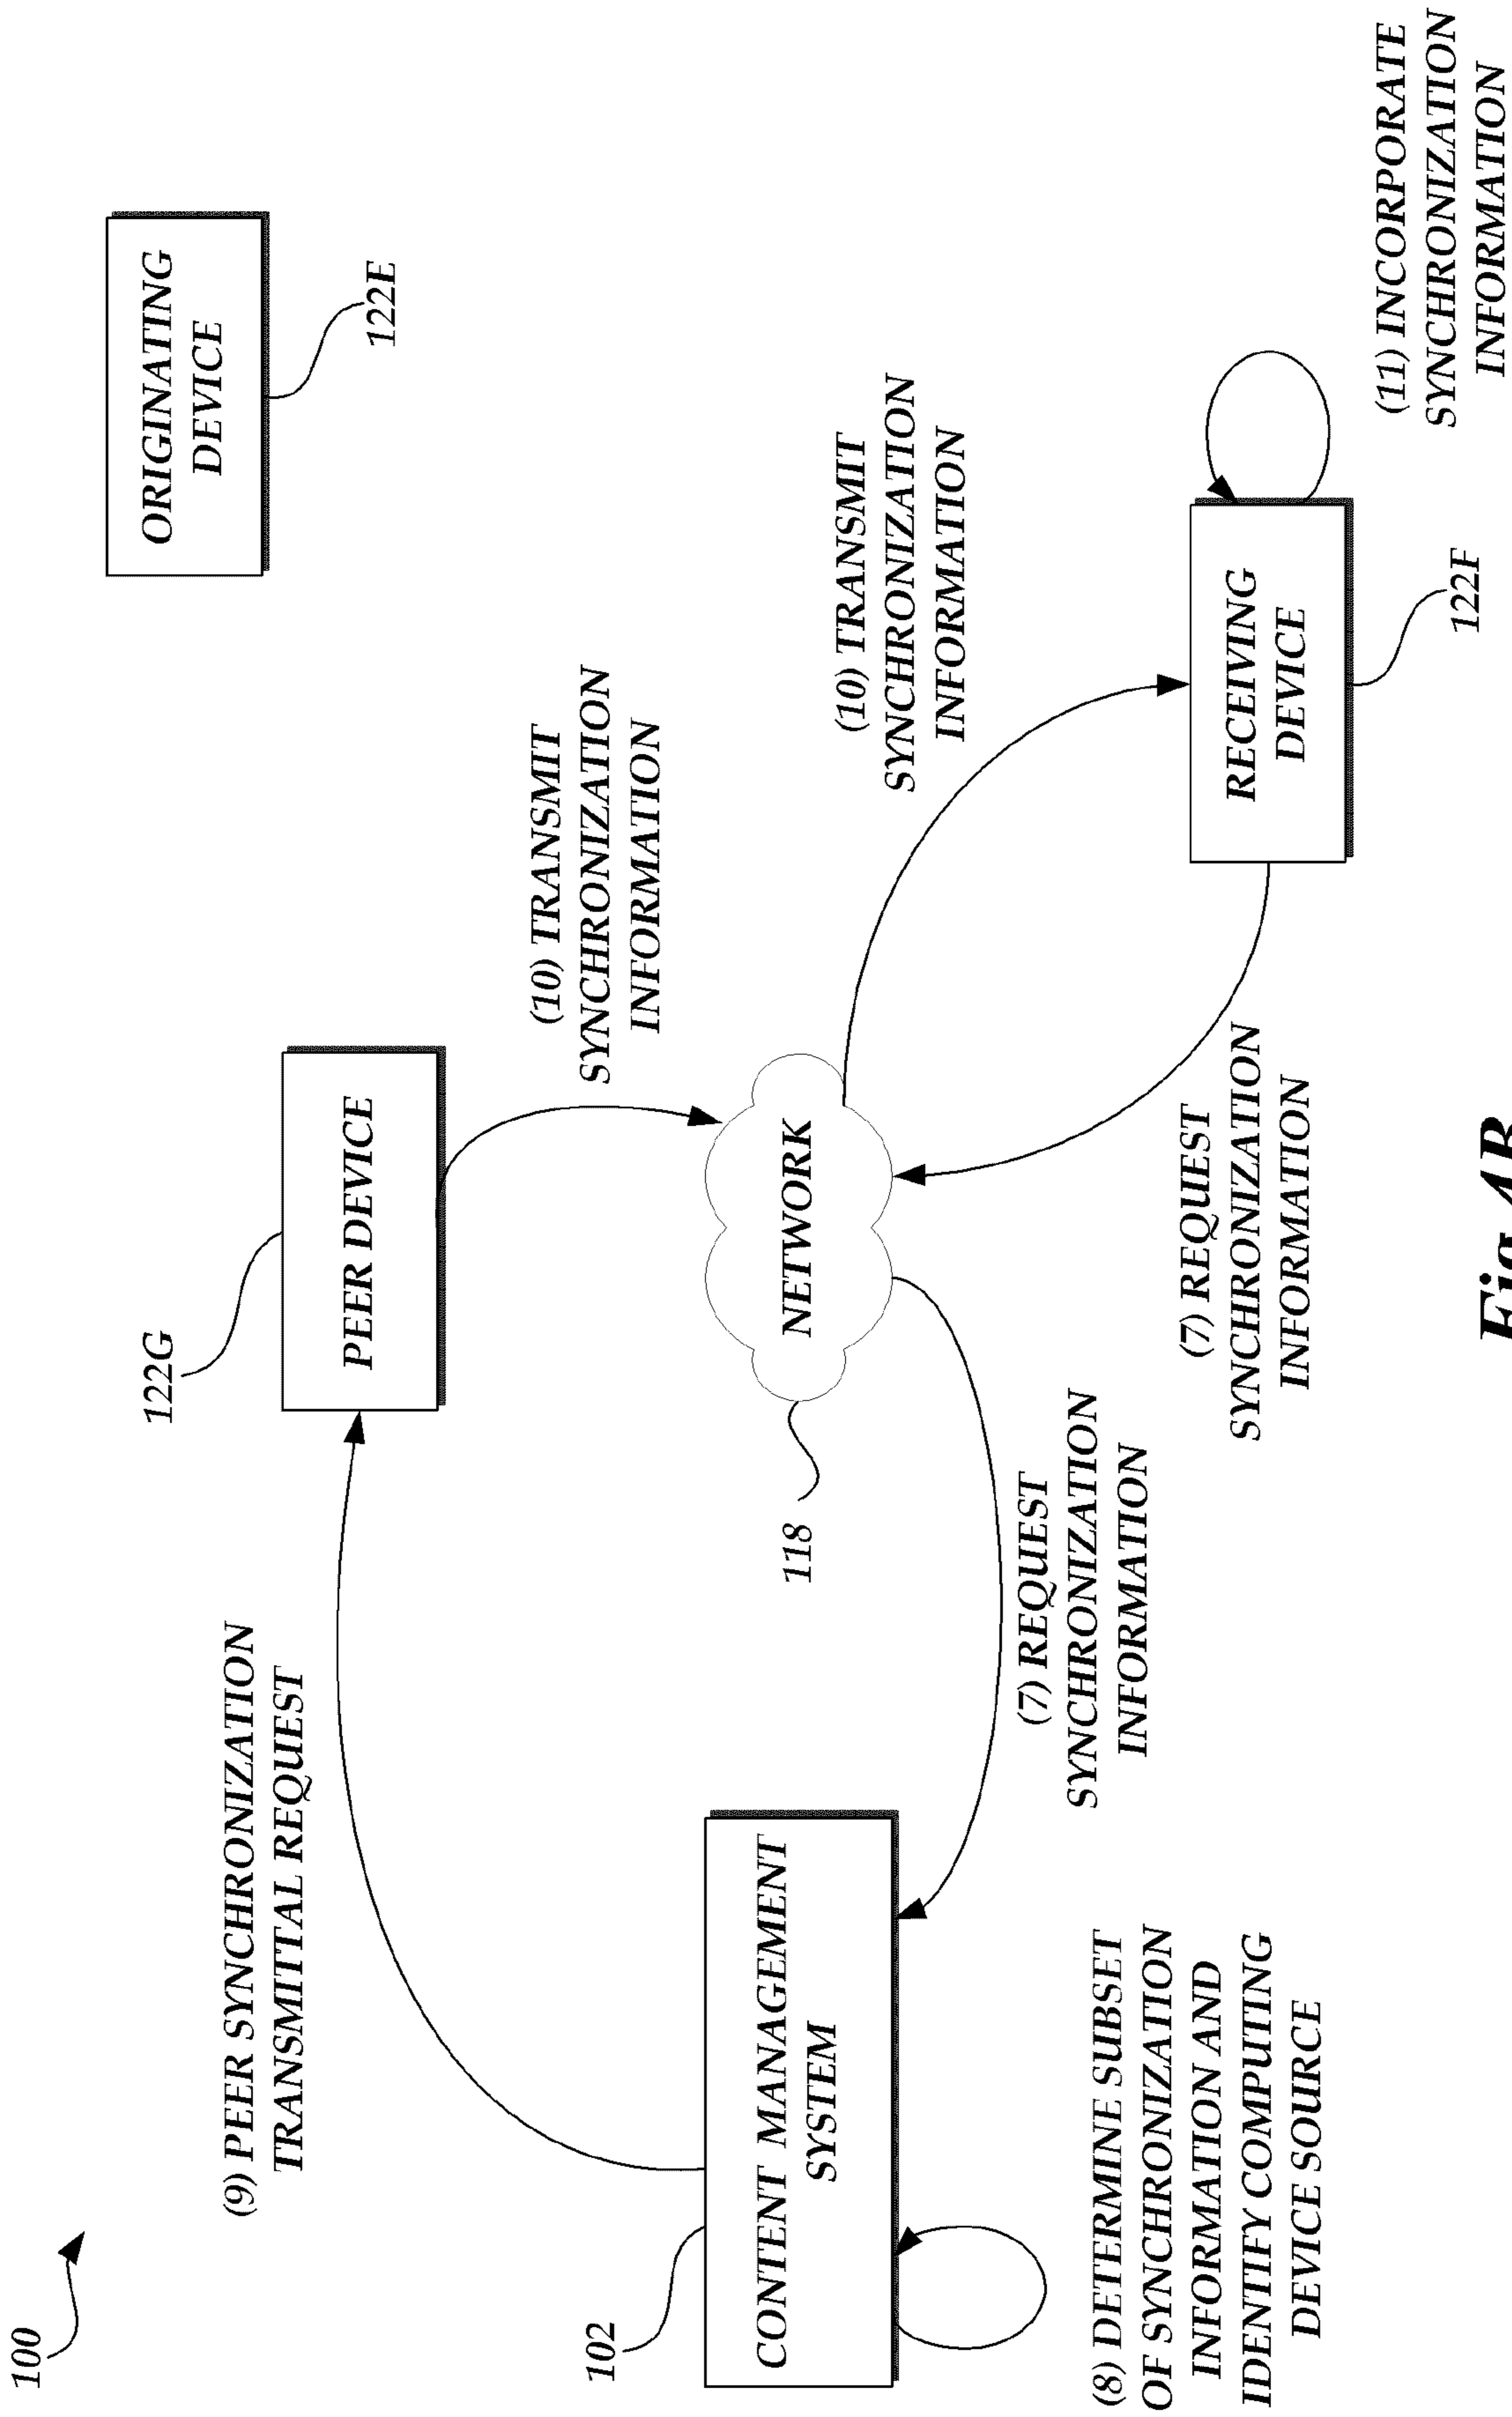 100
(9) PEER SYNCHRONIZATION
TRANSMITTAL REQUEST
122G
PEER DEVICE
ORIGINATING
DEVICE
122E
(10) TRANSMIT
SYNCHRONIZATION
INFORMATION
102
CONTENT MANAGEMENT
SYSTEM
118
NETWORK
(10) TRANSMIT
SYNCHRONIZATION
INFORMATION
(7) REQUEST
SYNCHRONIZATION
INFORMATION
(8) DETERMINE SUBSET
OF SYNCHRONIZATION
INFORMATION AND
IDENTIFY COMPUTING
DEVICE SOURCE
(7) REQUEST
SYNCHRONIZATION
INFORMATION
RECEIVING
DEVICE
122F
(11) INCORPORATE
SYNCHRONIZATION
INFORMATION
Fig.4B.